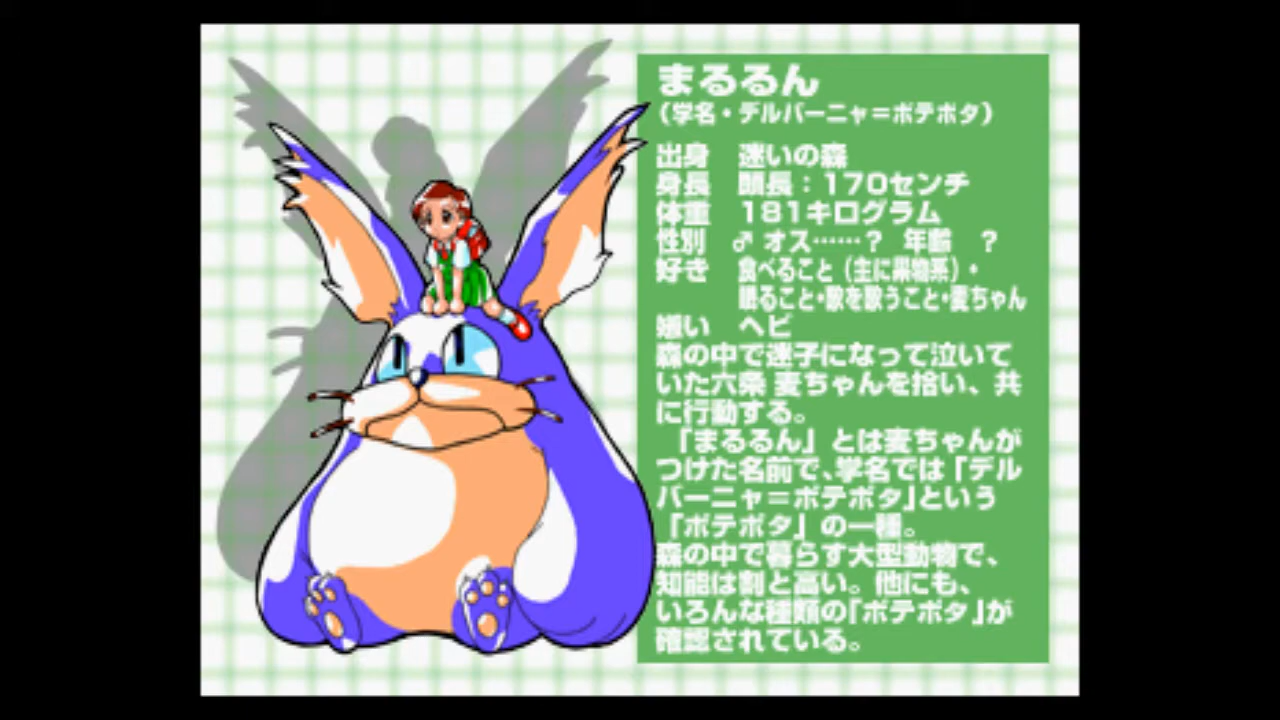 まるるん
（学名・デルバーニャ＝ポテポタ）
出身　迷いの森
身長　頭長：170センチ
体重　181キログラム
性別　♂ オス……？　年齢　？
好き　食べること（主に果物系）・
眠ること・歌を歌うこと・麦ちゃん
嫌い　ヘビ
森の中で迷子になって泣いて
いた六条 麦ちゃんを拾い、共
に行動する。
「まるるん」とは麦ちゃんが
つけた名前で、学名では「デル
バーニャ＝ポテポタ」という
「ポテポタ」の一種。
森の中で暮らす大型動物で、
知能は割と高い。他にも、
いろんな種類の「ポテポタ」が
確認されている。